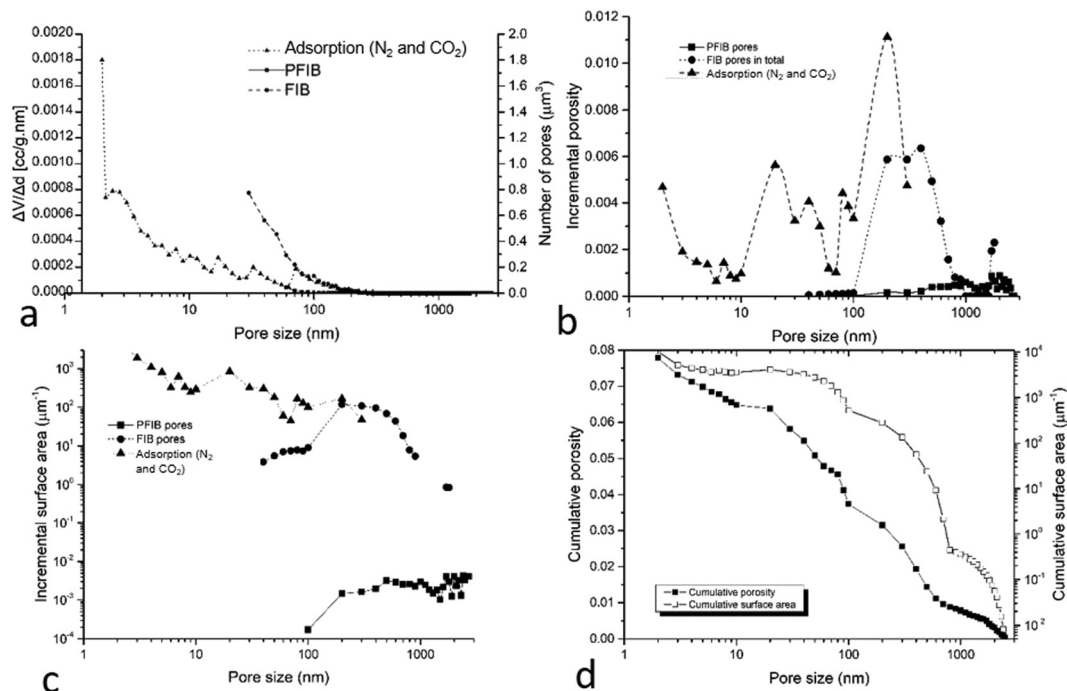 0.0020
0.0018
0.0016
0.0014
0.0012
0.0010
0.0008
0.0006
0.0004
0.0002
0.0000
ΔV/Δd [cc/g.nm]
Adsorption (N₂ and CO₂)
PFIB
FIB
2.0
1.8
1.6
1.4
1.2
1.0
0.8
0.6
0.4
0.2
0.0
Number of pores (μm³)
1 10 100 1000
Pore size (nm)
a
0.012
0.010
0.008
0.006
0.004
0.002
0.000
Incremental porosity
PFIB pores
FIB pores in total
Adsorption (N₂ and CO₂)
1 10 100 1000
Pore size (nm)
b
10³
10²
10¹
10⁰
10⁻¹
10⁻²
10⁻³
10⁻⁴
Incremental surface area (μm⁻¹)
PFIB pores
FIB pores
Adsorption (N₂
and CO₂)
1 10 100 1000
Pore size (nm)
c
0.08
0.07
0.06
0.05
0.04
0.03
0.02
0.01
0.00
Cumulative porosity
Cumulative porosity
Cumulative surface area
10⁴
10³
10²
10¹
10⁰
10⁻¹
10⁻²
Cumulative surface area (μm⁻¹)
1 10 100 1000
Pore size (nm)
d